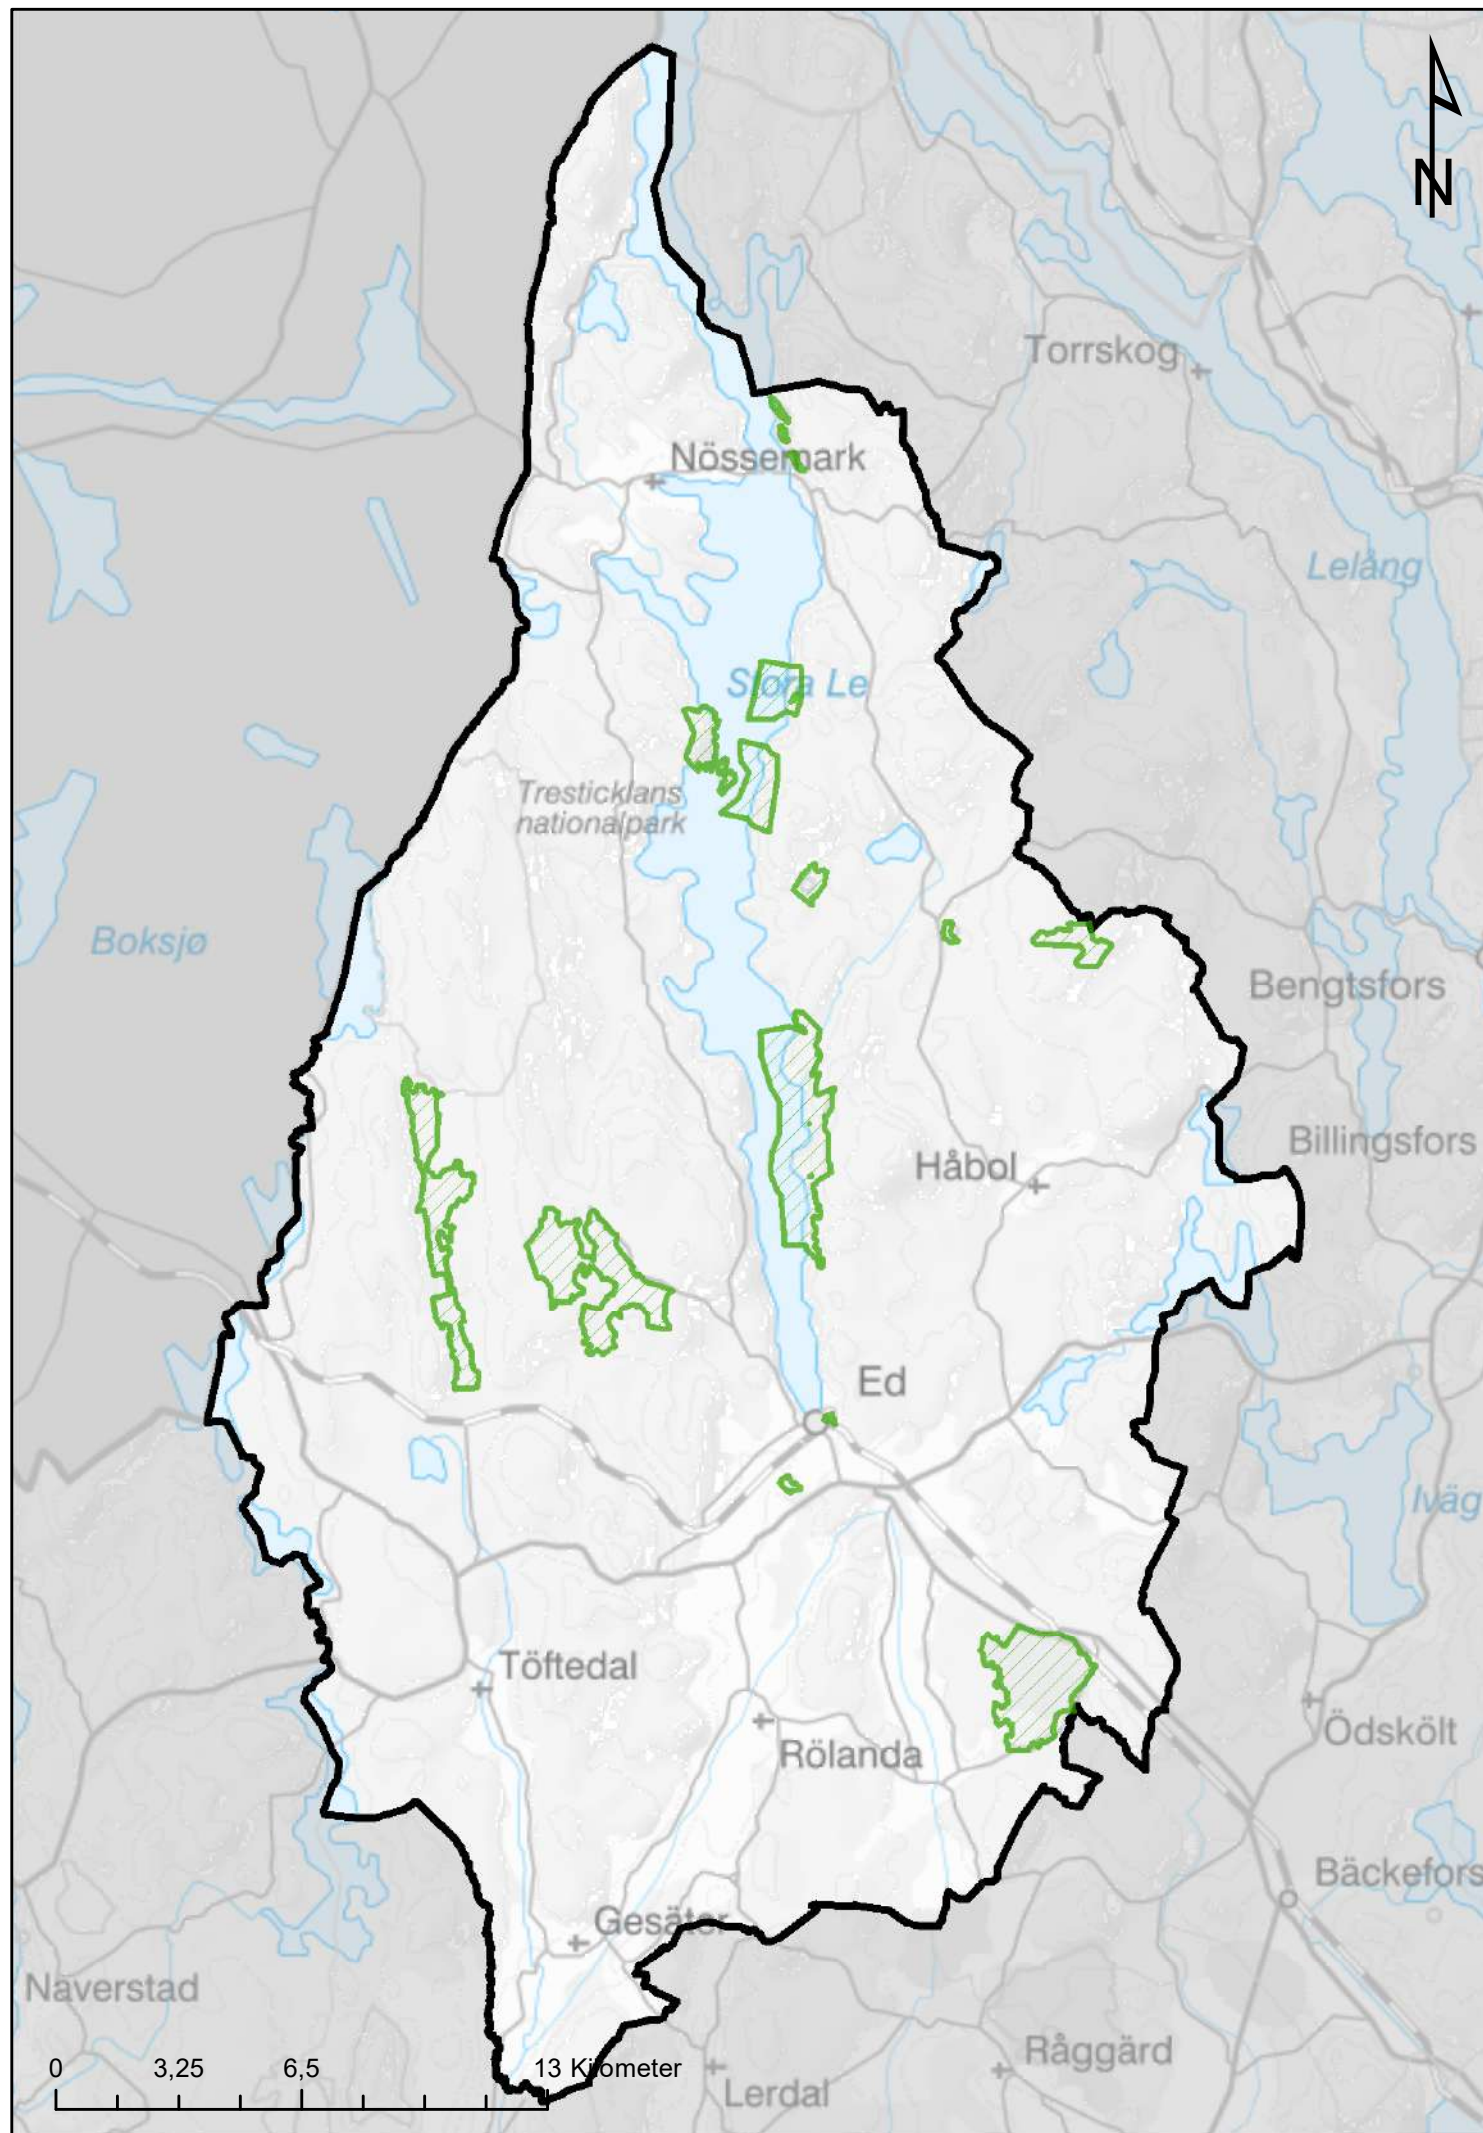 N
Torrskog
Nössemark
Lelång
Stora Le
Tresticklans
nationalpark
Boksjø
Bengtsfors
Billingsfors
Håbol
Ed
Iväg
Töftedal
Rölanda
Ödskölt
Bäckefors
Gesäter
Naverstad
Råggärd
Lerdal
0 3,25 6,5 13 Kilometer